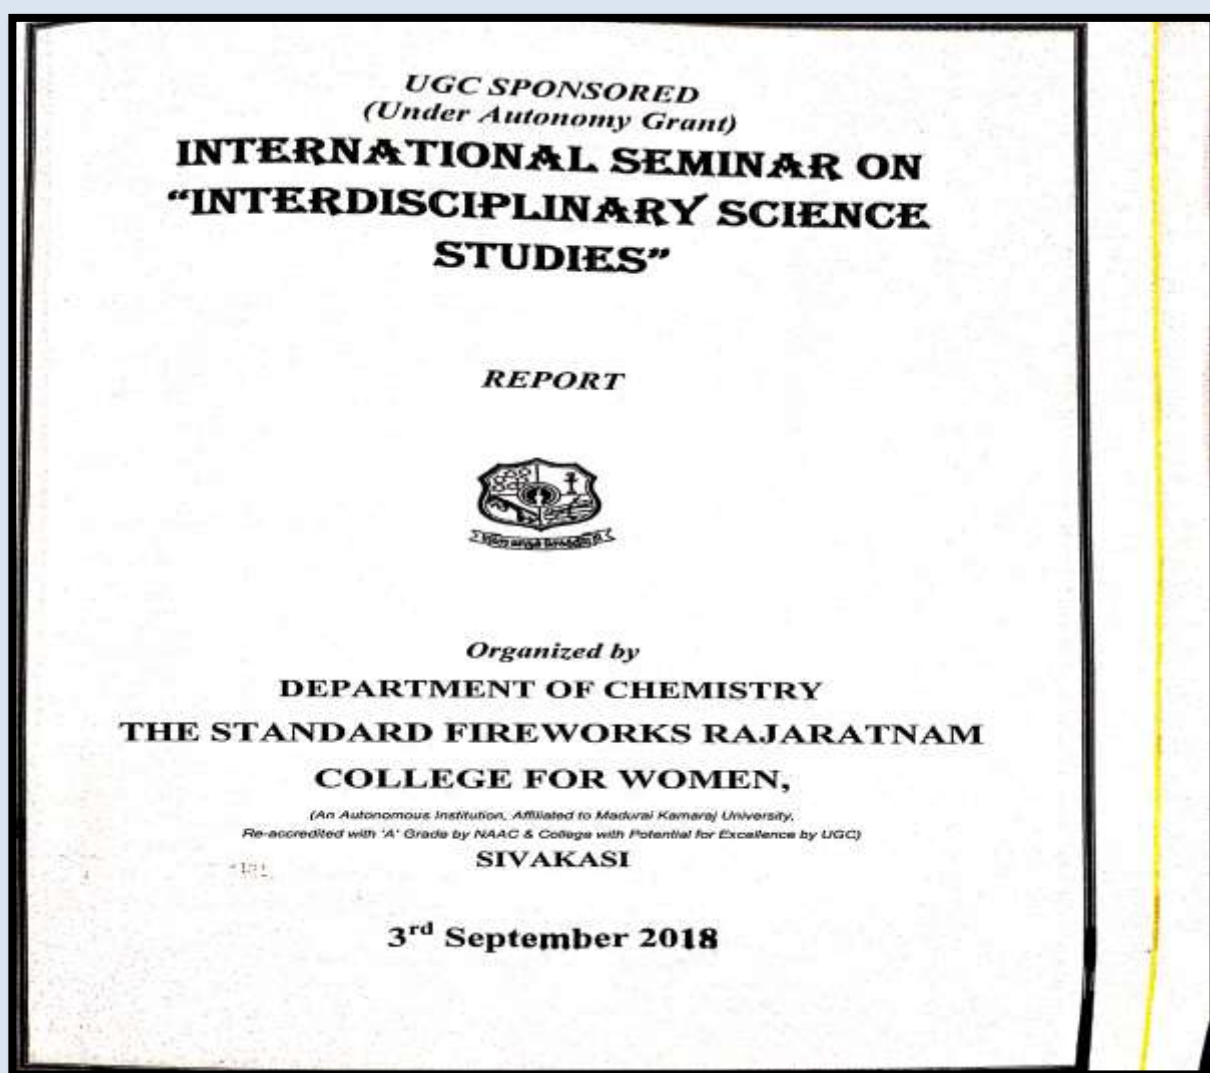 UGC SPONSORED
(Under Autonomy Grant)
INTERNATIONAL SEMINAR ON
“INTERDISCIPLINARY SCIENCE
STUDIES”
REPORT
Organized by
DEPARTMENT OF CHEMISTRY
THE STANDARD FIREWORKS RAJARATNAM
COLLEGE FOR WOMEN,
(An Autonomous Institution, Affiliated to Madurai Kamaraj University,
Re-accredited with 'A' Grade by NAAC & College with Potential for Excellence by UGC)
SIVAKASI
3rd September 2018